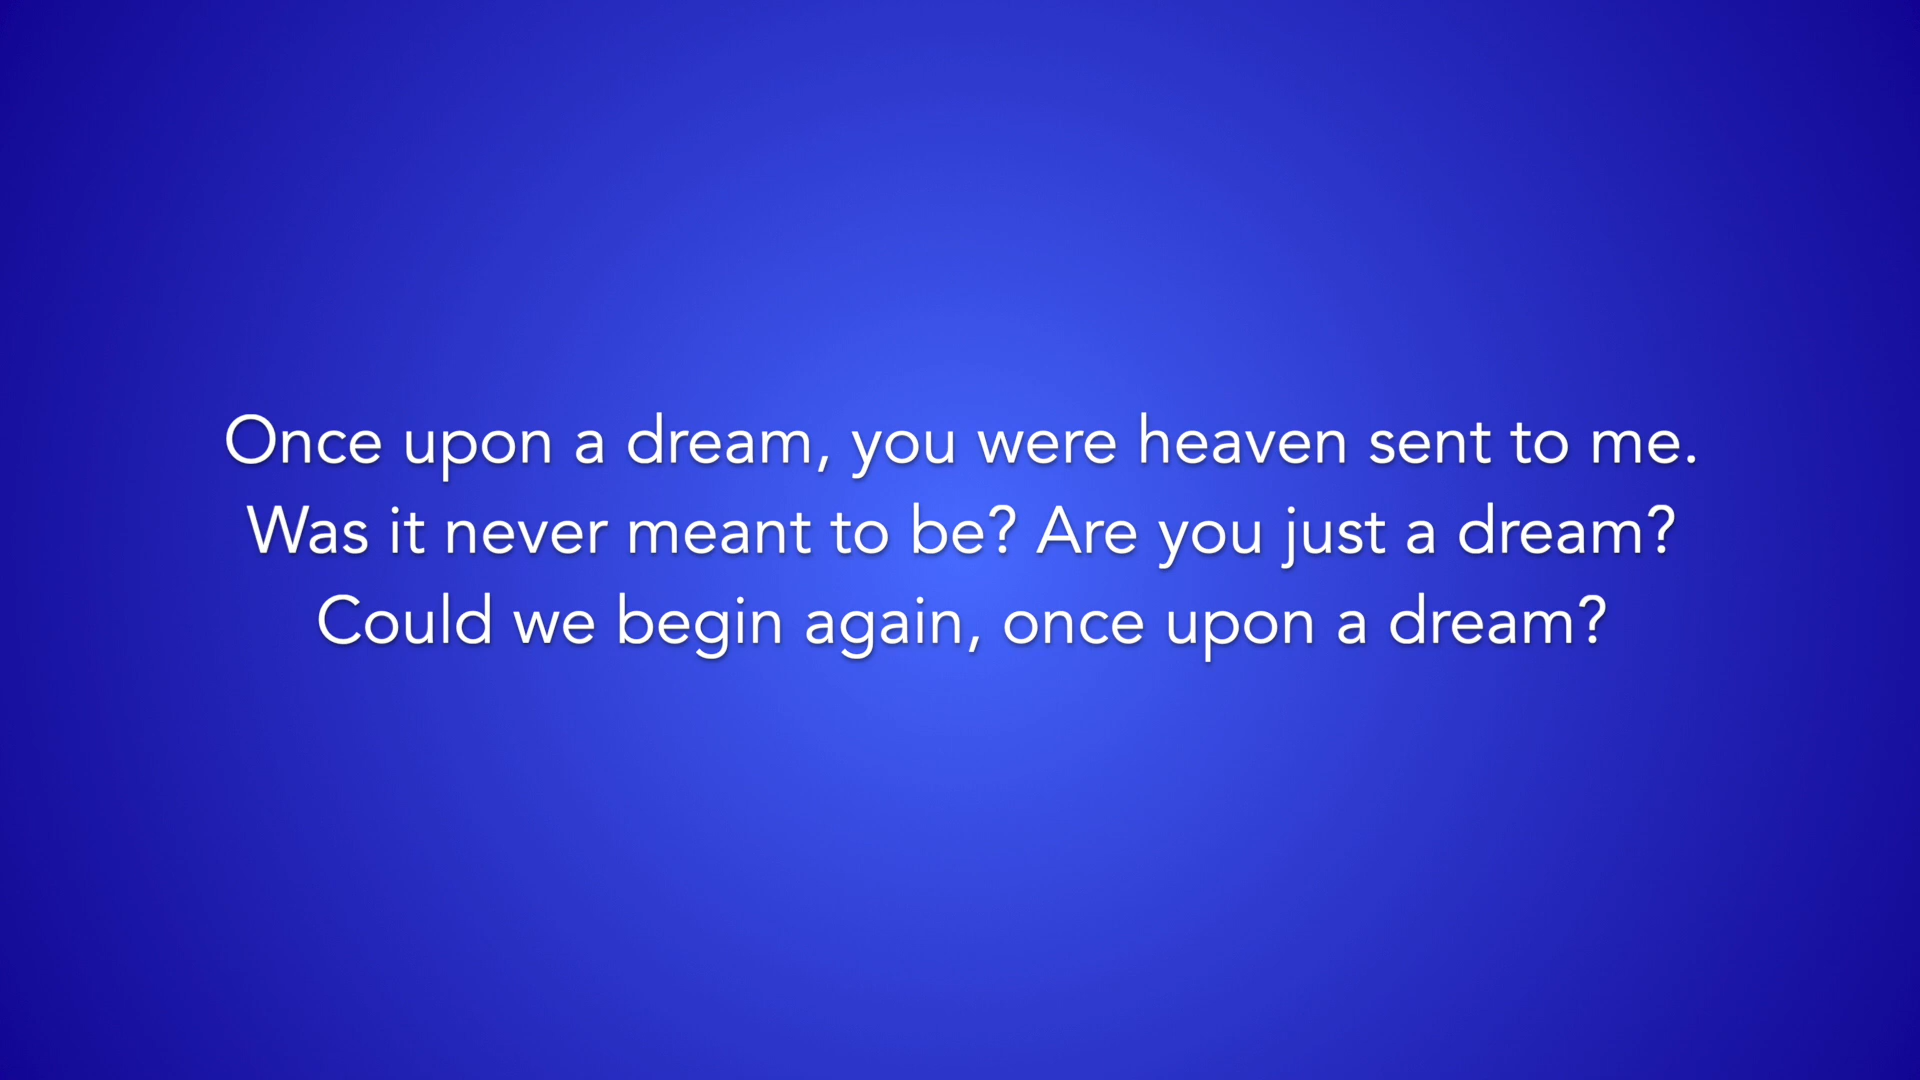 Once upon a dream, you were heaven sent to me.
Was it never meant to be? Are you just a dream?
Could we begin again, once upon a dream?